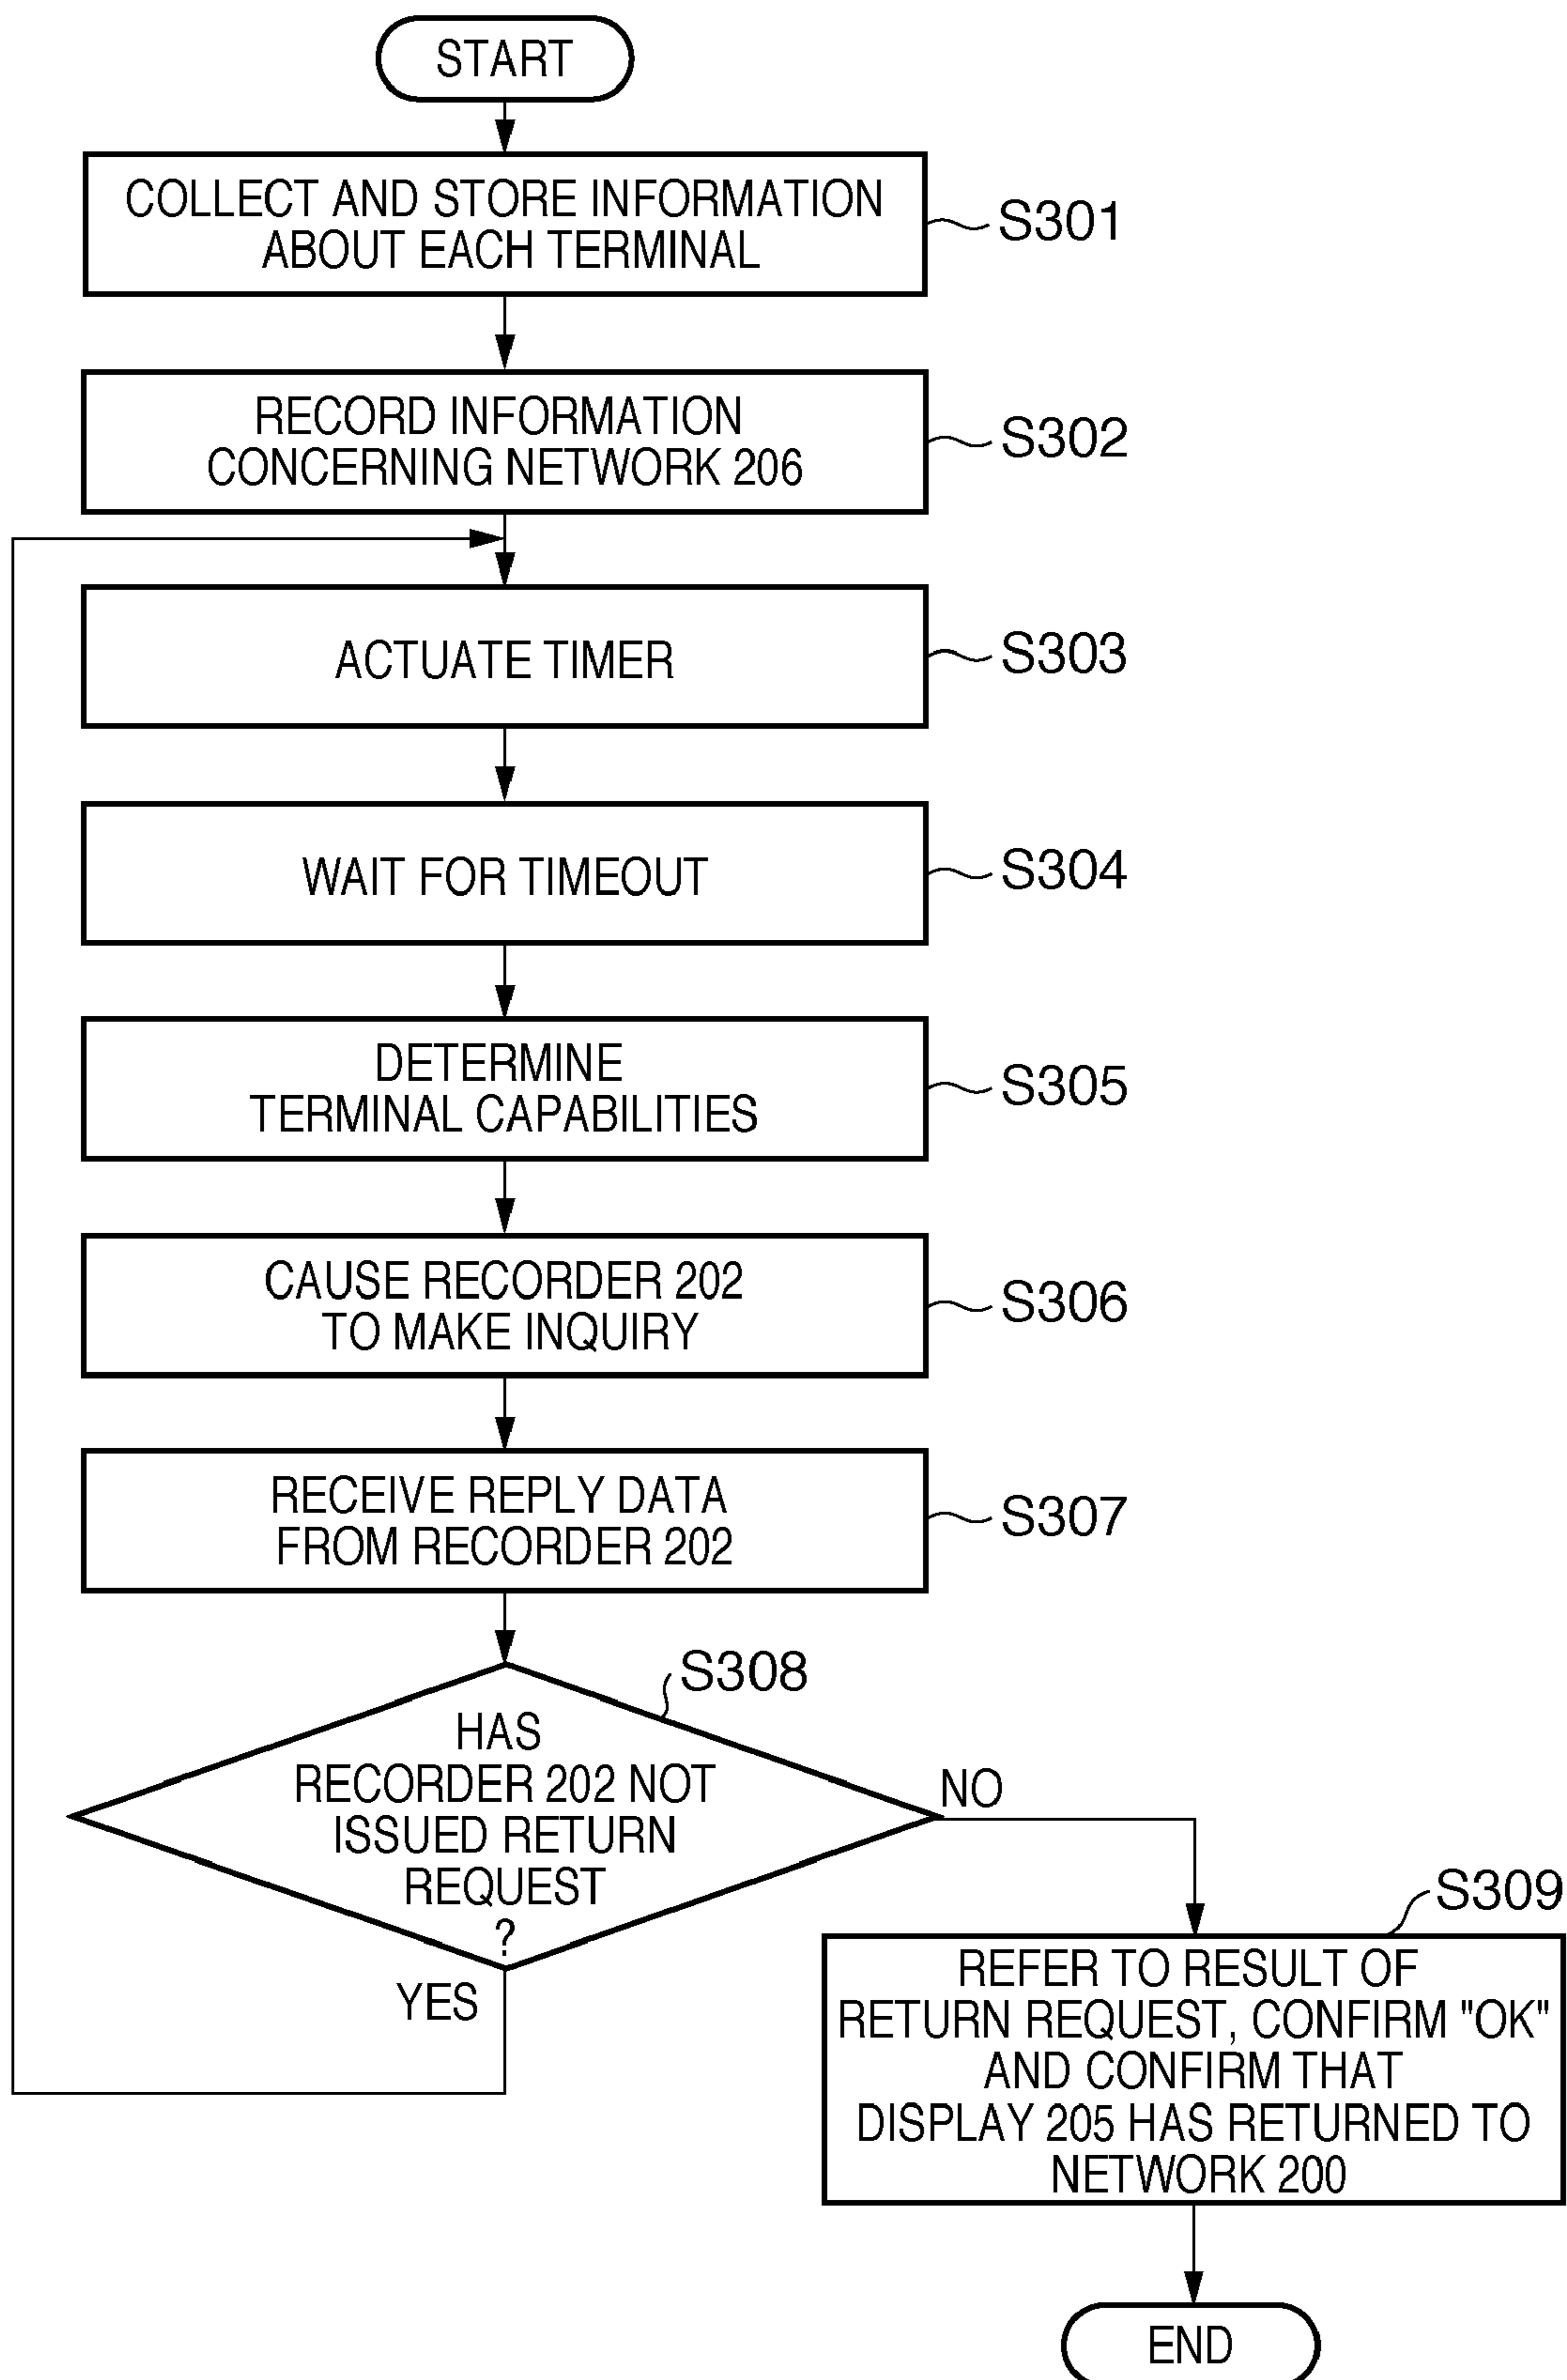 START
COLLECT AND STORE INFORMATION
ABOUT EACH TERMINAL
S301
RECORD INFORMATION
CONCERNING NETWORK 206
S302
ACTUATE TIMER
S303
WAIT FOR TIMEOUT
S304
DETERMINE
TERMINAL CAPABILITIES
S305
CAUSE RECORDER 202
TO MAKE INQUIRY
S306
RECEIVE REPLY DATA
FROM RECORDER 202
S307
S308
HAS
RECORDER 202 NOT
ISSUED RETURN
REQUEST
?
NO
YES
S309
REFER TO RESULT OF
RETURN REQUEST, CONFIRM "OK"
AND CONFIRM THAT
DISPLAY 205 HAS RETURNED TO
NETWORK 200
END